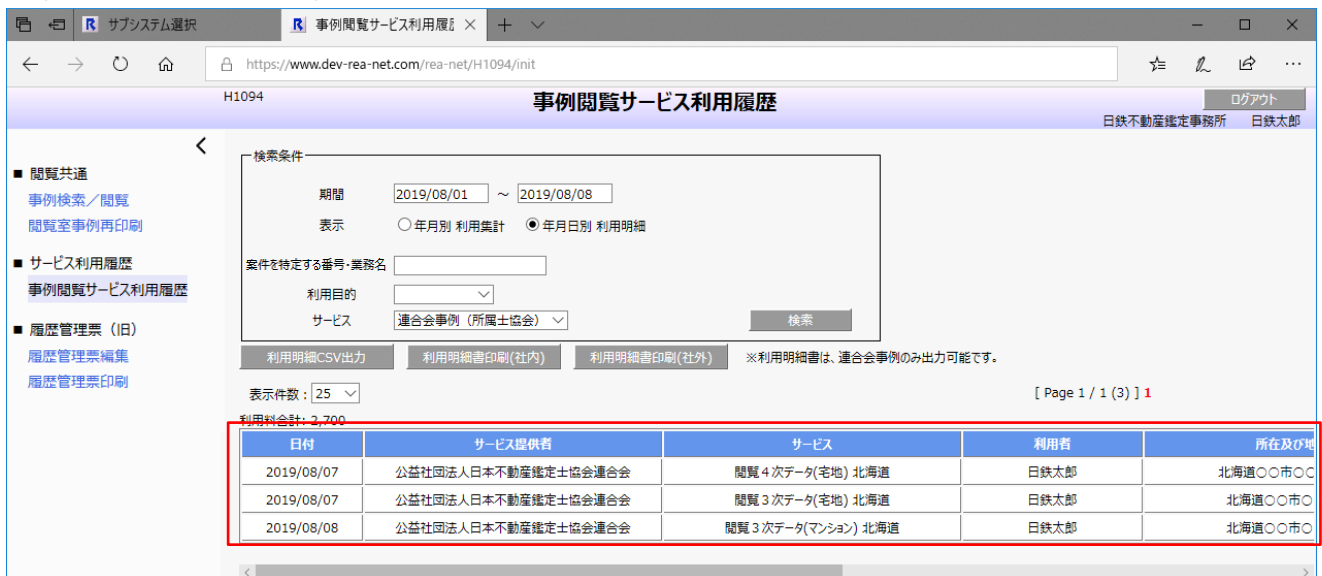 サブシステム選択
事例閲覧サービス利用履歴
https://www.dev-rea-net.com/rea-net/H1094/init
H1094
事例閲覧サービス利用履歴
ログアウト
日鉄不動産鑑定事務所 日鉄太郎
■ 閲覧共通
事例検索／閲覧
閲覧室事例再印刷
■ サービス利用履歴
事例閲覧サービス利用履歴
■ 履歴管理票（旧）
履歴管理票編集
履歴管理票印刷
検索条件
期間 2019/08/01 ～ 2019/08/08
表示 年月別 利用集計 年月日別 利用明細
案件を特定する番号・業務名
利用目的
サービス 連合会事例（所属士協会） 検索
利用明細CSV出力 利用明細書印刷(社内) 利用明細書印刷(社外) ※利用明細書は、連合会事例のみ出力可能です。
表示件数 : 25 [ Page 1 / 1 (3) ] 1
利用料合計: 2,700
日付 サービス提供者 サービス 利用者 所在及び地
2019/08/07 公益社団法人日本不動産鑑定士協会連合会 閲覧４次データ(宅地) 北海道 日鉄太郎 北海道○○市○○
2019/08/07 公益社団法人日本不動産鑑定士協会連合会 閲覧３次データ(宅地) 北海道 日鉄太郎 北海道○○市○
2019/08/08 公益社団法人日本不動産鑑定士協会連合会 閲覧３次データ(マンション) 北海道 日鉄太郎 北海道○○市○